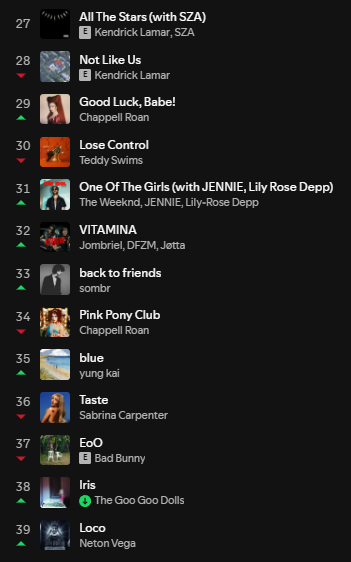 27
All The Stars (with SZA)
E Kendrick Lamar, SZA
28
Not Like Us
E Kendrick Lamar
29
Good Luck, Babe!
Chappell Roan
30
Lose Control
Teddy Swims
31
One Of The Girls (with JENNIE, Lily Rose Depp)
The Weeknd, JENNIE, Lily-Rose Depp
32
VITAMINA
Jombriel, DFZM, Jøtta
33
back to friends
sombr
34
Pink Pony Club
Chappell Roan
35
blue
yung kai
36
Taste
Sabrina Carpenter
37
EoO
E Bad Bunny
38
Iris
The Goo Goo Dolls
39
Loco
Neton Vega